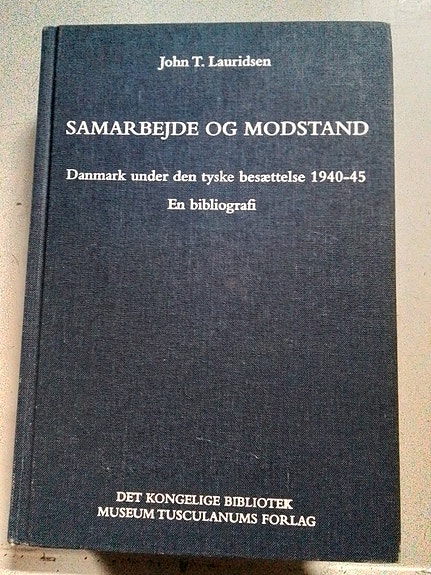 John T. Lauridsen
SAMARBEJDE OG MODSTAND
Danmark under den tyske besættelse 1940-45
En bibliografi
DET KONGELIGE BIBLIOTEK
MUSEUM TUSCULANUMS FORLAG